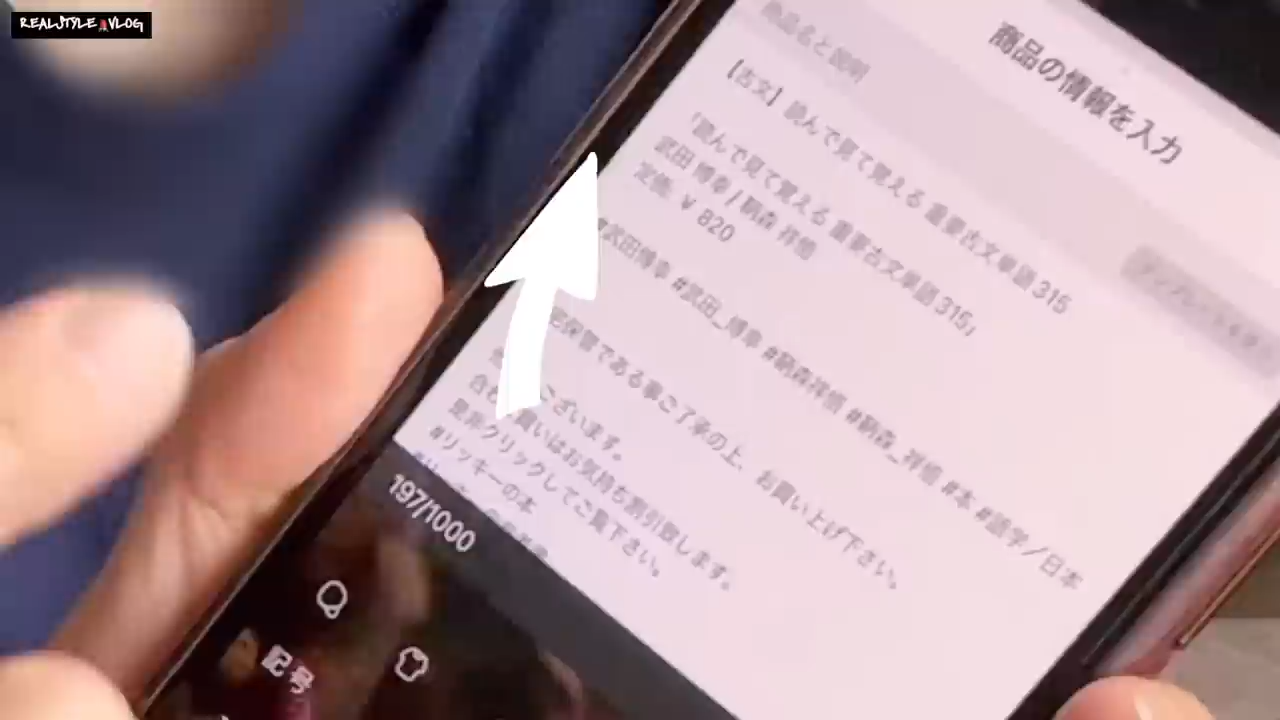 REALSTYLE VLOG
商品の情報を入力
商品名と説明
【古文】読んで見て覚える 重要古文単語315
「読んで見て覚える 重要古文単語315」
武田 博幸 / 鞆森 祥悟
定価: ¥ 820
#武田博幸 #武田_博幸 #鞆森祥悟 #鞆森_祥悟 #本 #語学/日本
保管である事ご了承の上、お買い上げ下さい。
ございます。
買いはお気持ち割引致します。
是非クリックしてご覧下さい。
#リッキーの本
197/1000
記号